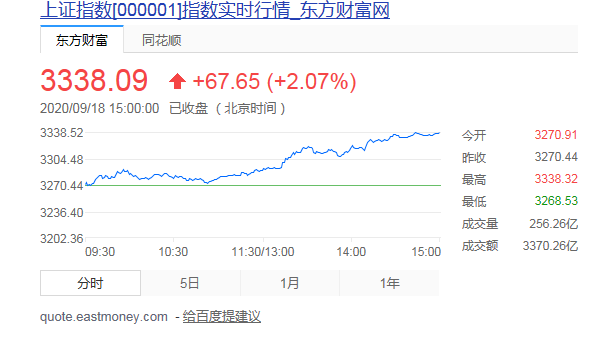 上证指数[000001]指数实时行情_东方财富网
东方财富 同花顺
3338.09 +67.65 (+2.07%)
2020/09/18 15:00:00 已收盘 （北京时间）
3338.52
3304.48
3270.44
3236.40
3202.36
09:30 10:30 11:30/13:00 14:00 15:00
今开 3270.91
昨收 3270.44
最高 3338.32
最低 3268.53
成交量 256.26亿
成交额 3370.26亿
分时 5日 1月 1年
quote.eastmoney.com - 给百度提建议